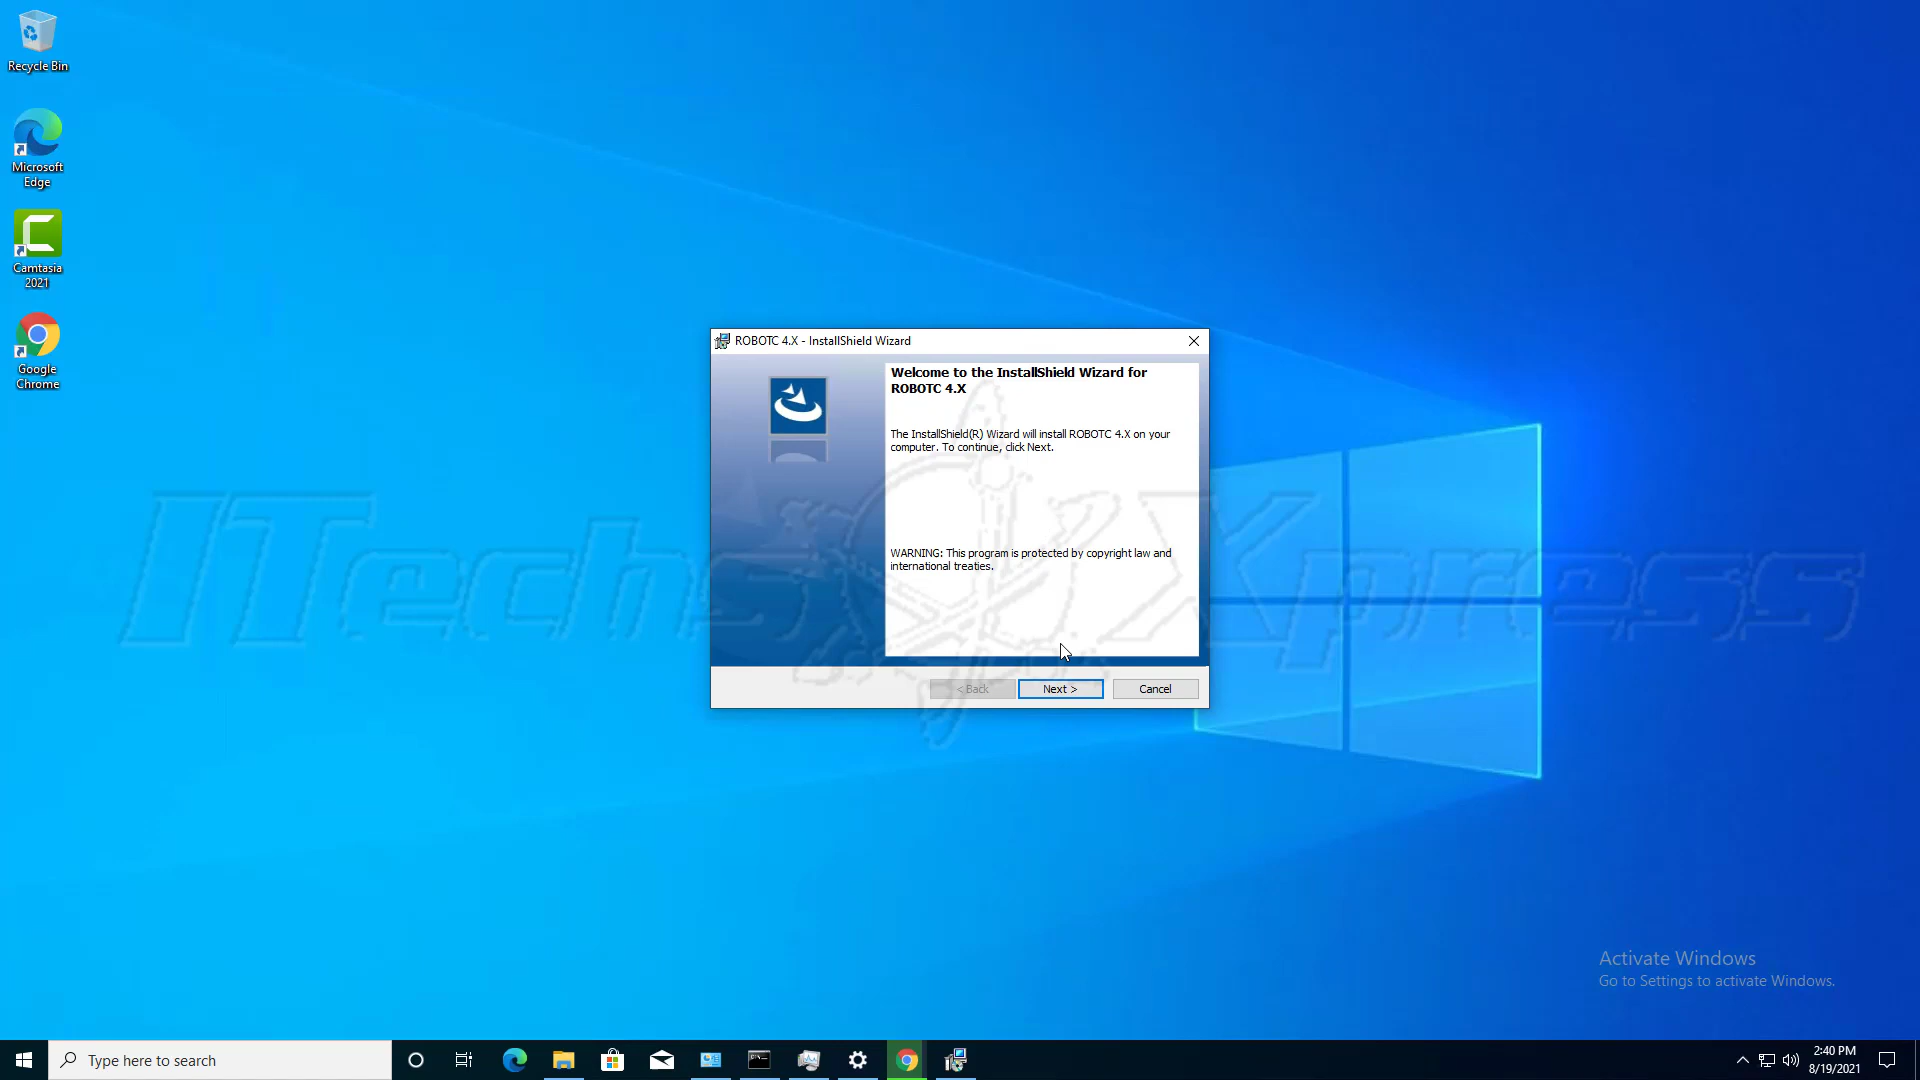 Recycle Bin
Microsoft
Edge
Camtasia
2021
Google
Chrome
ROBOTC 4.X - InstallShield Wizard
Welcome to the InstallShield Wizard for
ROBOTC 4.X
The InstallShield(R) Wizard will install ROBOTC 4.X on your
computer. To continue, click Next.
WARNING: This program is protected by copyright law and
international treaties.
< Back
Next >
Cancel
ITechs Xpress
Activate Windows
Go to Settings to activate Windows.
Type here to search
2:40 PM
8/19/2021